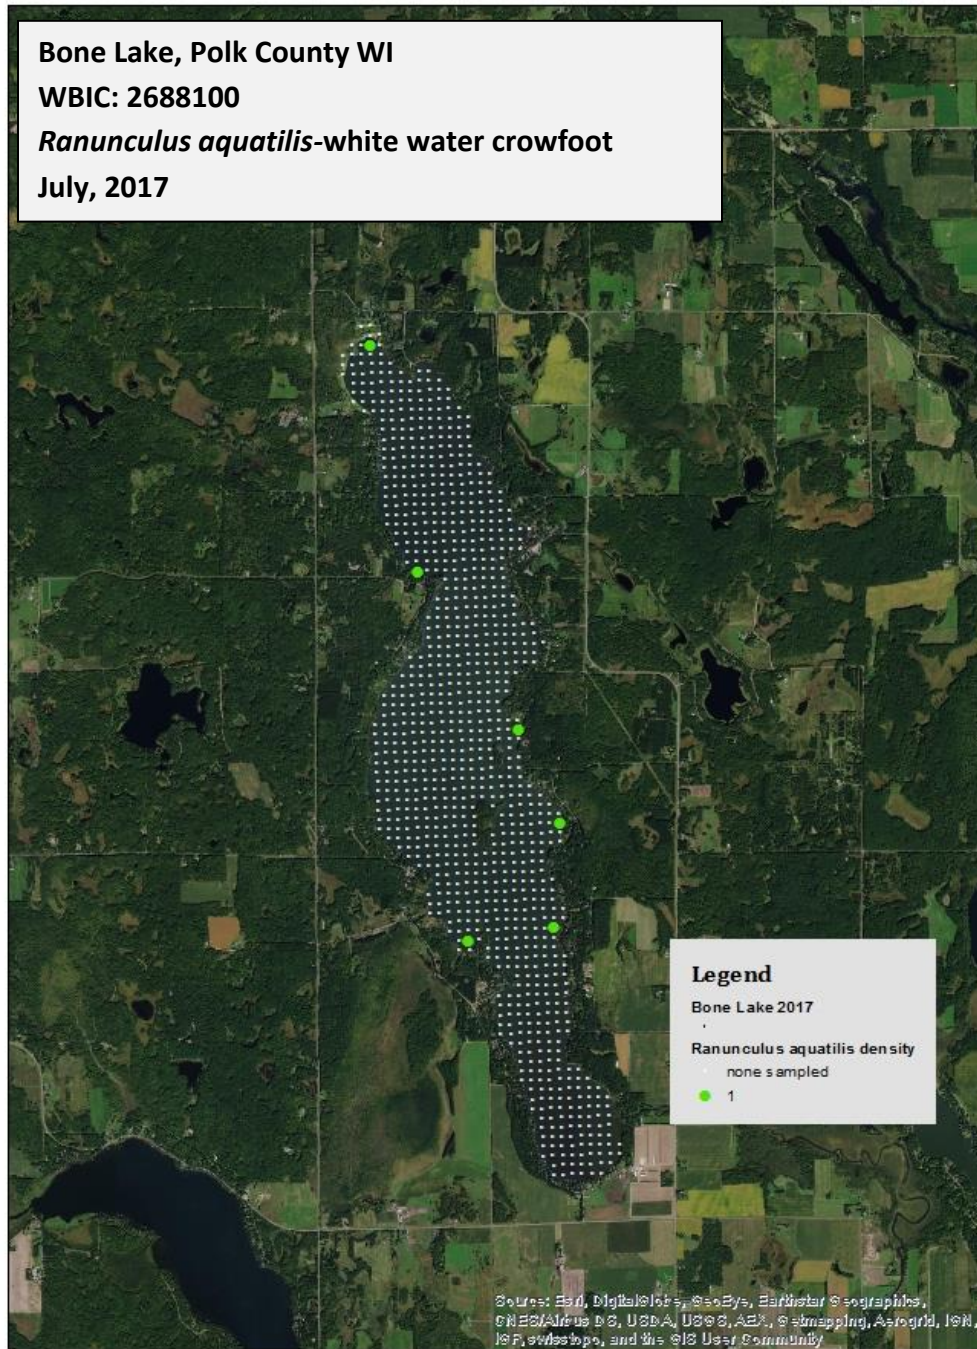 Bone Lake, Polk County WI
WBIC: 2688100
Ranunculus aquatilis-white water crowfoot
July, 2017
Legend
Bone Lake 2017
Ranunculus aquatilis density
none sampled
1
Source: Esri, DigitalGlobe, GeoEye, Earthstar Geographics,
CNES/Airbus DS, USDA, USGS, AEX, Getmapping, Aerogrid, IGN,
IGP, swisstopo, and the GIS User Community